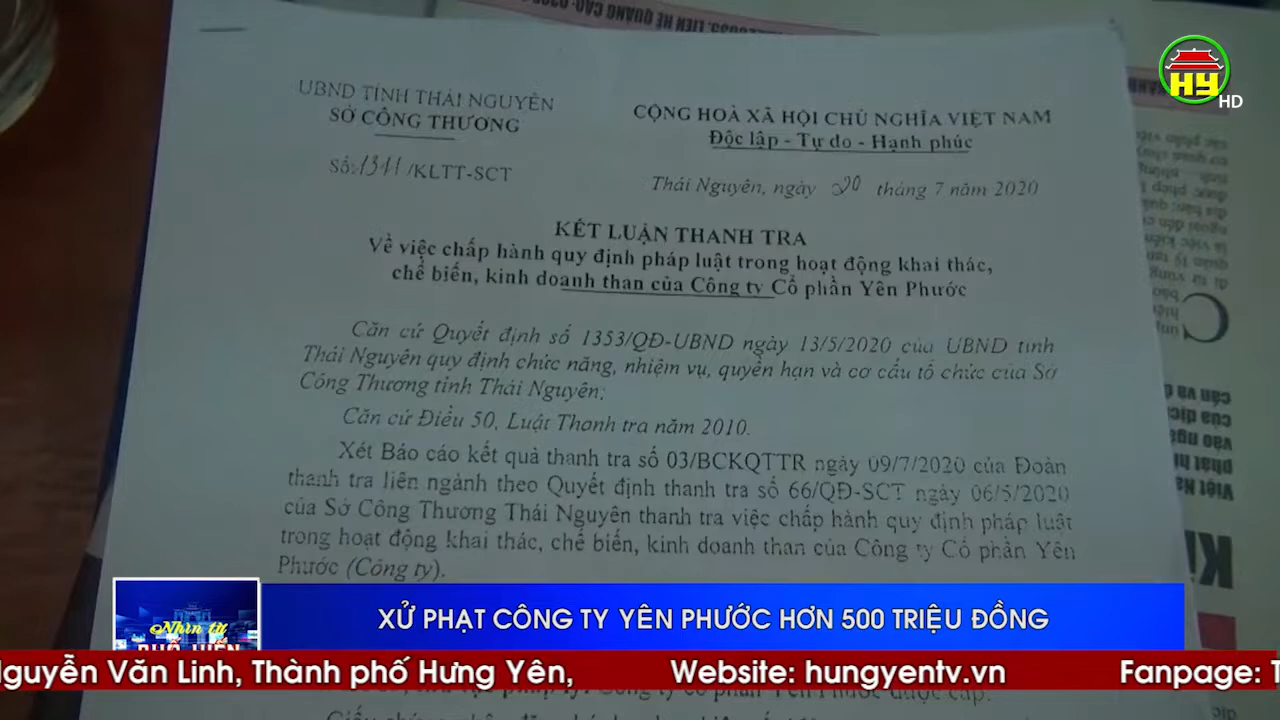 UBND TỈNH THÁI NGUYÊN
SỞ CÔNG THƯƠNG
Số: 1311/KLTT-SCT
CỘNG HOÀ XÃ HỘI CHỦ NGHĨA VIỆT NAM
Độc lập - Tự do - Hạnh phúc
Thái Nguyên, ngày 20 tháng 7 năm 2020
KẾT LUẬN THANH TRA
Về việc chấp hành quy định pháp luật trong hoạt động khai thác,
chế biến, kinh doanh than của Công ty Cổ phần Yên Phước
Căn cứ Quyết định số 1353/QĐ-UBND ngày 13/5/2020 của UBND tỉnh
Thái Nguyên quy định chức năng, nhiệm vụ, quyền hạn và cơ cấu tổ chức của Sở
Công Thương tỉnh Thái Nguyên;
Căn cứ Điều 50, Luật Thanh tra năm 2010.
Xét Báo cáo kết quả thanh tra số 03/BCKQTTR ngày 09/7/2020 của Đoàn
thanh tra liên ngành theo Quyết định thanh tra số 66/QĐ-SCT ngày 06/5/2020
của Sở Công Thương Thái Nguyên thanh tra việc chấp hành quy định pháp luật
trong hoạt động khai thác, chế biến, kinh doanh than của Công ty Cổ phần Yên
Phước (Công ty).
HY HD
Nhìn từ
PHỐ HIẾN
XỬ PHẠT CÔNG TY YÊN PHƯỚC HƠN 500 TRIỆU ĐỒNG
Nguyễn Văn Linh, Thành phố Hưng Yên, Website: hungyentv.vn Fanpage: T